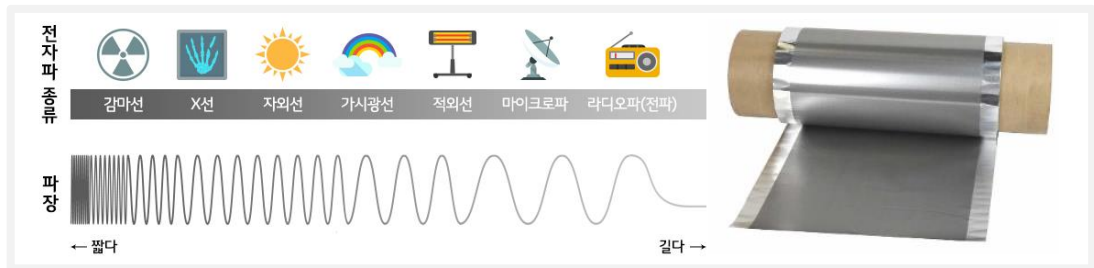 전자파 종류
감마선 X선 자외선 가시광선 적외선 마이크로파 라디오파(전파)
파장
← 짧다
길다 →